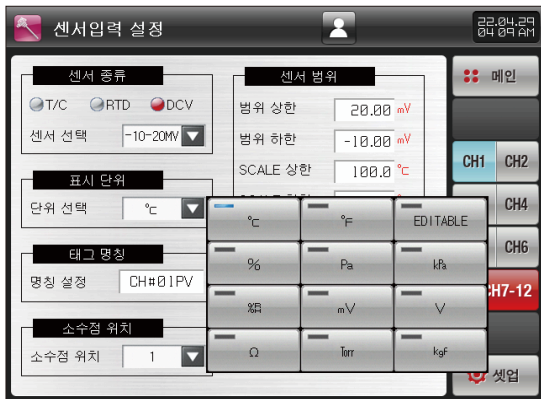 센서입력 설정
22.04.29
04 09 AM
센서 종류
T/C RTD DCV
센서 선택 -10-20MV
표시 단위
단위 선택 ℃
태그 명칭
명칭 설정 CH#01PV
소수점 위치
소수점 위치 1
센서 범위
범위 상한 20.00 mV
범위 하한 -10.00 mV
SCALE 상한 100.0 ℃
℃ ℉ EDITABLE
% Pa kPa
%RH mV V
Ω Torr kgf
메인
CH1 CH2
CH4
CH6
CH7-12
셋업